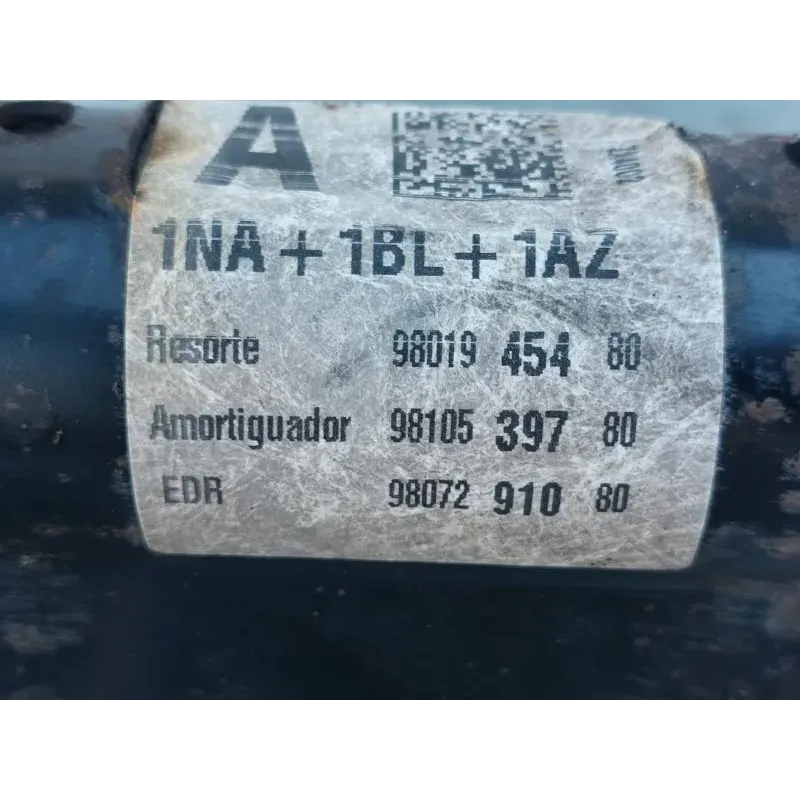 A
1NA + 1BL + 1AZ
Resorte 98019 454 80
Amortiguador 98105 397 80
EDR 98072 910 80